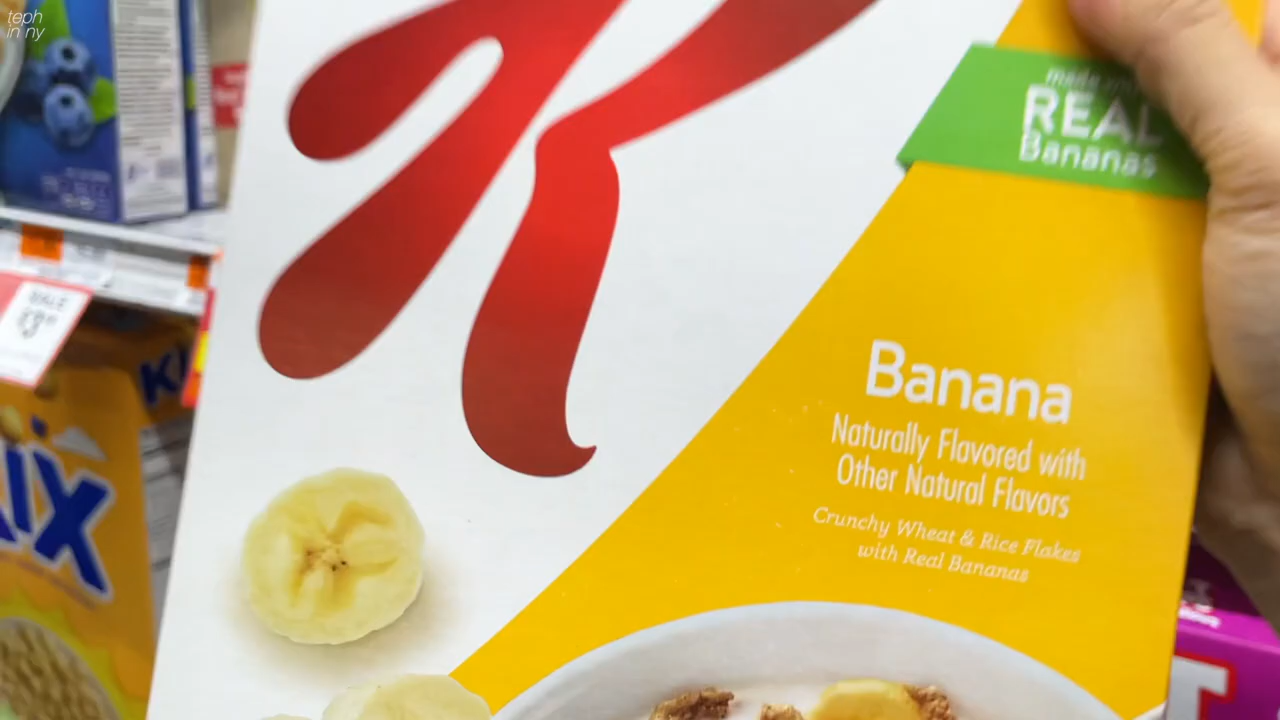 teph
in ny
K
REAL
Bananas
Banana
Naturally Flavored with
Other Natural Flavors
Crunchy Wheat & Rice Flakes
with Real Bananas
IX
KI